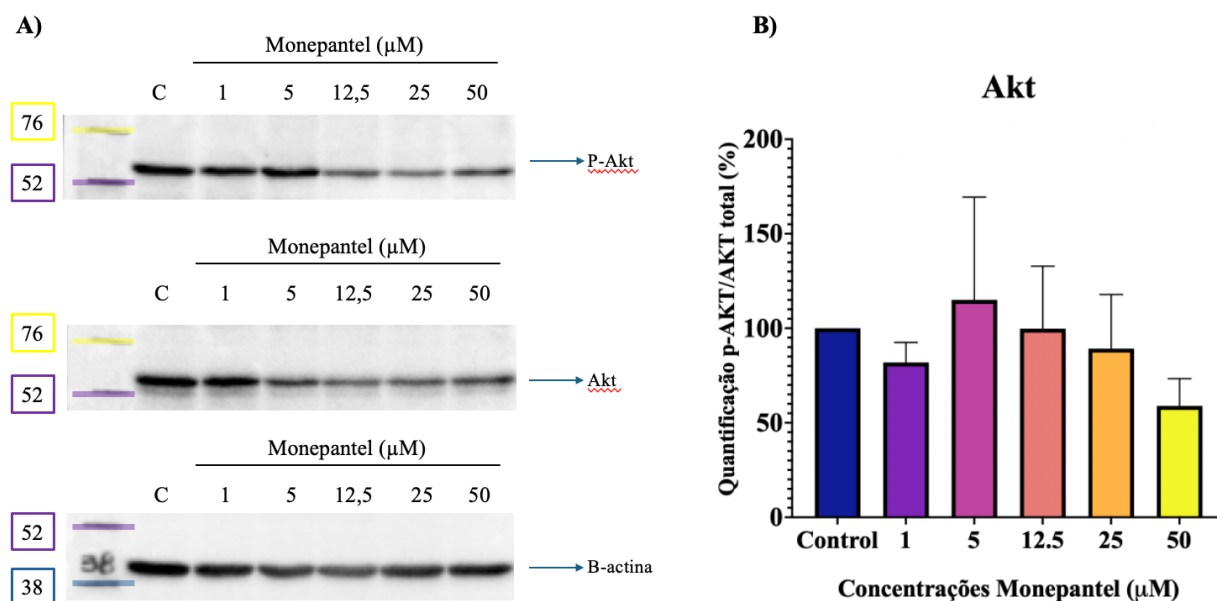 A)
Monepantel (µM)
C 1 5 12,5 25 50
76
52
P-Akt
Monepantel (µM)
C 1 5 12,5 25 50
76
52
Akt
Monepantel (µM)
C 1 5 12,5 25 50
52
38
38
B-actina
B)
Akt
Quantificação p-AKT/AKT total (%)
200
150
100
50
0
Control 1 5 12.5 25 50
Concentrações Monepantel (µM)